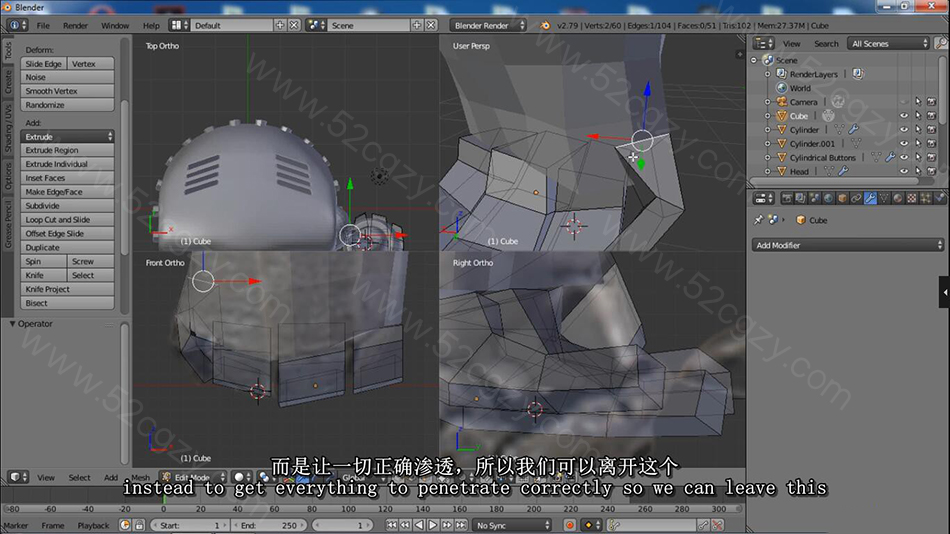 Blender
File Render Window Help Default Scene Blender Render v2.79 | Verts:2/60 | Edges:1/104 | Faces:0/51 | Tris:102 | Mem:27.37M | Cube
Tools
Create
Shading / UVs
Options
Grease Pencil
Deform:
Slide Edge Vertex
Noise
Smooth Vertex
Randomize
Add:
Extrude
Extrude Region
Extrude Individual
Inset Faces
Make Edge/Face
Subdivide
Loop Cut and Slide
Offset Edge Slide
Duplicate
Spin Screw
Knife Select
Knife Project
Bisect
Operator
Top Ortho
(1) Cube
User Persp
(1) Cube
Front Ortho
(1) Cube
Right Ortho
View Search All Scenes
Scene
RenderLayers
World
Camera
Cube
Cylinder
Cylinder.001
Cylindrical Buttons
Head
Cube
Add Modifier
www.52cgzy.com
而是让一切正确渗透，所以我们可以离开这个
instead to get everything to penetrate correctly so we can leave this
View Select Add Mesh Edit Mode Global
-80 -60 -40 -20 0 20 40 60 80 100 120 140 160 180 200 220 240 260 280 300
Marker Frame Playback Start: 1 End: 250 1 No Sync